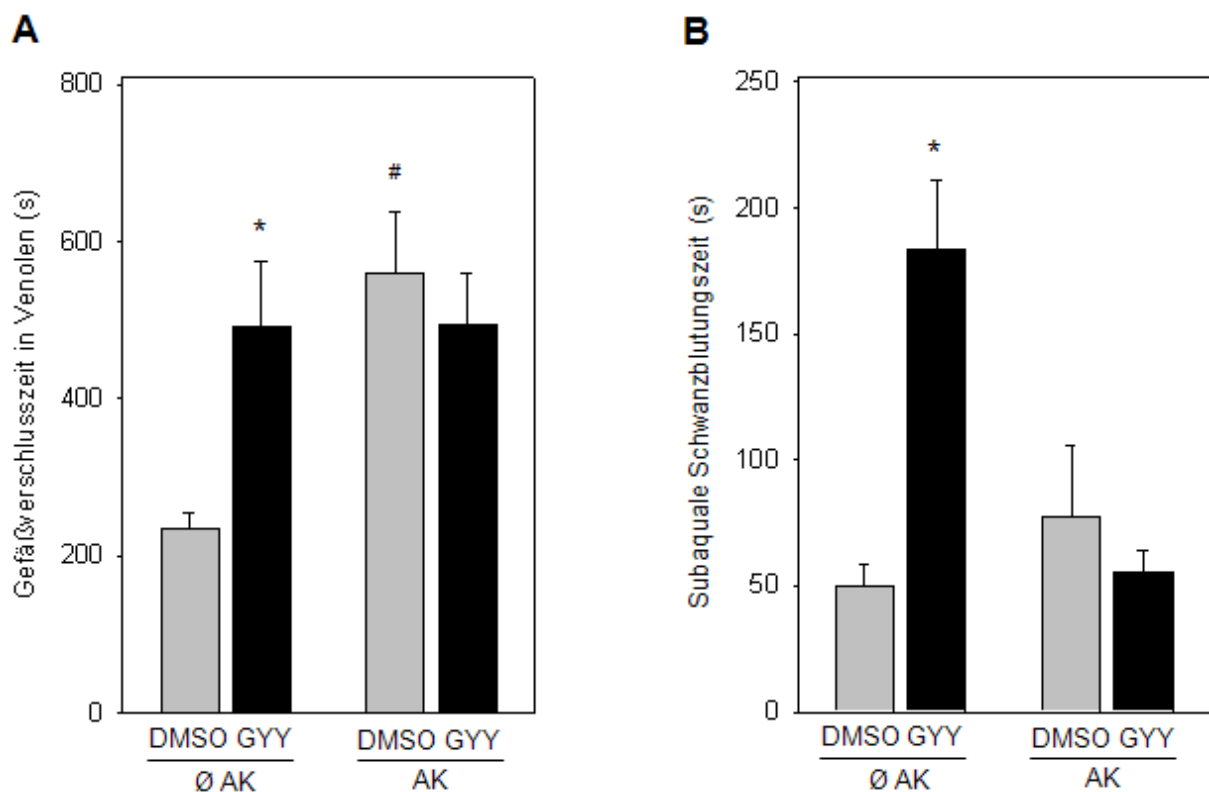 A
Gefäßverschlusszeit in Venolen (s)
800
600
400
200
0
*
#
DMSO GYY
DMSO GYY
Ø AK
AK
B
Subaquale Schwanzblutungszeit (s)
250
200
150
100
50
0
*
DMSO GYY
DMSO GYY
Ø AK
AK